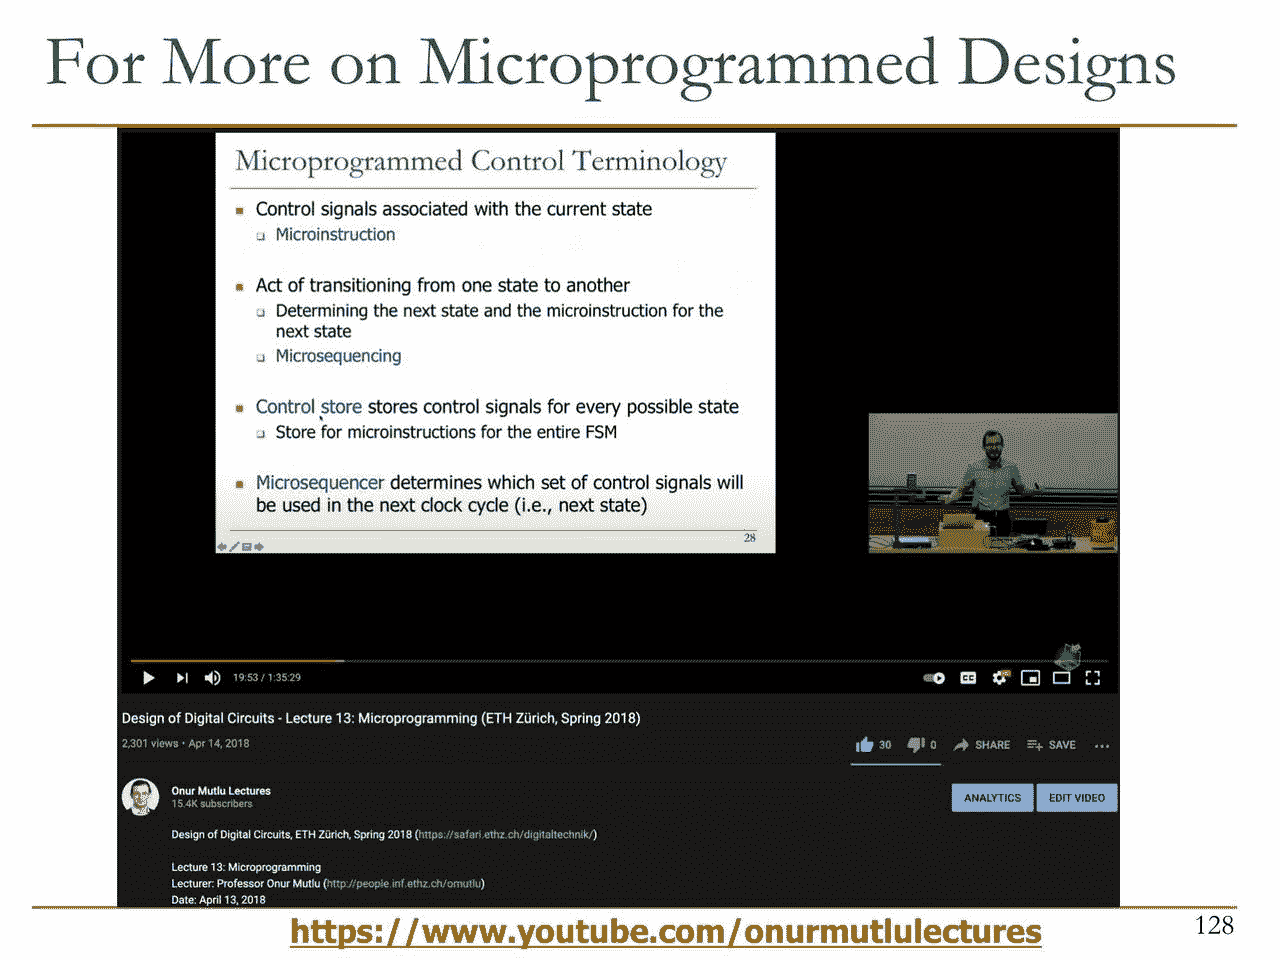 For More on Microprogrammed Designs
Microprogrammed Control Terminology
Control signals associated with the current state
Microinstruction
Act of transitioning from one state to another
Determining the next state and the microinstruction for the
next state
Microsequencing
Control store stores control signals for every possible state
Store for microinstructions for the entire FSM
Microsequencer determines which set of control signals will
be used in the next clock cycle (i.e., next state)
28
19:53 / 1:35:29
CC
Design of Digital Circuits - Lecture 13: Microprogramming (ETH Zürich, Spring 2018)
2,301 views • Apr 14, 2018
30 0 SHARE SAVE
Onur Mutlu Lectures
15.4K subscribers
ANALYTICS EDIT VIDEO
Design of Digital Circuits, ETH Zürich, Spring 2018 (https://safari.ethz.ch/digitaltechnik/)
Lecture 13: Microprogramming
Lecturer: Professor Onur Mutlu (http://people.inf.ethz.ch/omutlu)
Date: April 13, 2018
https://www.youtube.com/onurmutlulectures
128